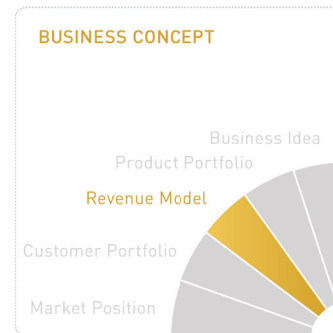 BUSINESS CONCEPT
Business Idea
Product Portfolio
Revenue Model
Customer Portfolio
Market Position